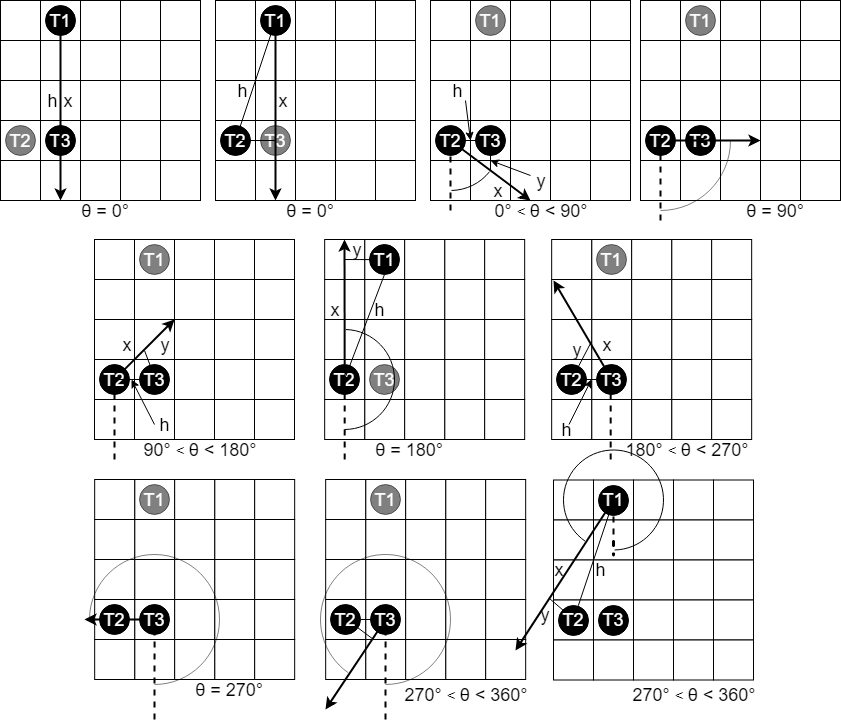 T1
h x
T2 T3
θ = 0°
T1
h x
T2 T3
θ = 0°
T1
h
T2 T3
y
x
0° < θ < 90°
T1
T2 T3
θ = 90°
T1
x y
T2 T3
h
90° < θ < 180°
y T1
x h
T2 T3
θ = 180°
T1
y x
T2 T3
h
180° < θ < 270°
T1
T2 T3
θ = 270°
T1
T2 T3
270° < θ < 360°
T1
x h
y T2 T3
270° < θ < 360°